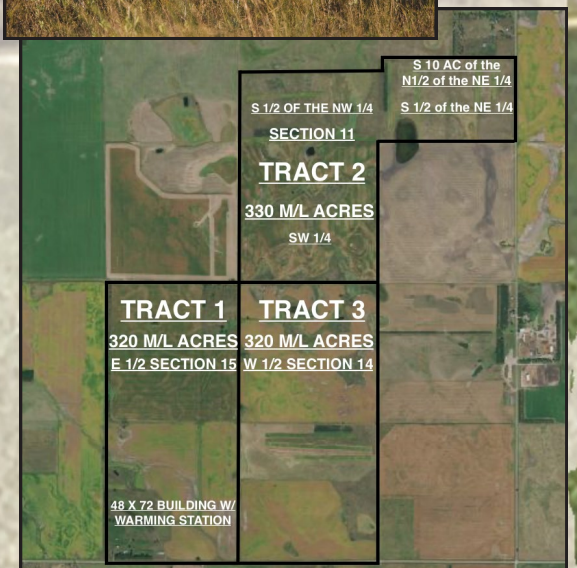 S 10 AC of the
N1/2 of the NE 1/4
S 1/2 of the NE 1/4
S 1/2 OF THE NW 1/4
SECTION 11
TRACT 2
330 M/L ACRES
SW 1/4
TRACT 1
320 M/L ACRES
E 1/2 SECTION 15
48 X 72 BUILDING W/
WARMING STATION
TRACT 3
320 M/L ACRES
W 1/2 SECTION 14